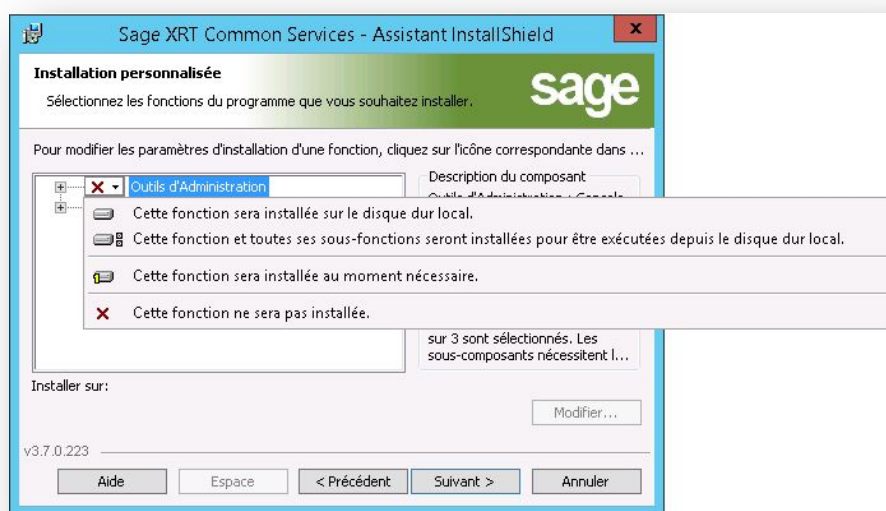 Sage XRT Common Services - Assistant InstallShield
x
Installation personnalisée
Sélectionnez les fonctions du programme que vous souhaitez installer.
sage
Pour modifier les paramètres d'installation d'une fonction, cliquez sur l'icône correspondante dans ...
Outils d'Administration
Description du composant
Cette fonction sera installée sur le disque dur local.
Cette fonction et toutes ses sous-fonctions seront installées pour être exécutées depuis le disque dur local.
Cette fonction sera installée au moment nécessaire.
Cette fonction ne sera pas installée.
sur 3 sont sélectionnés. Les
sous-composants nécessitent l...
Installer sur:
Modifier...
v3.7.0.223
Aide
Espace
< Précédent
Suivant >
Annuler